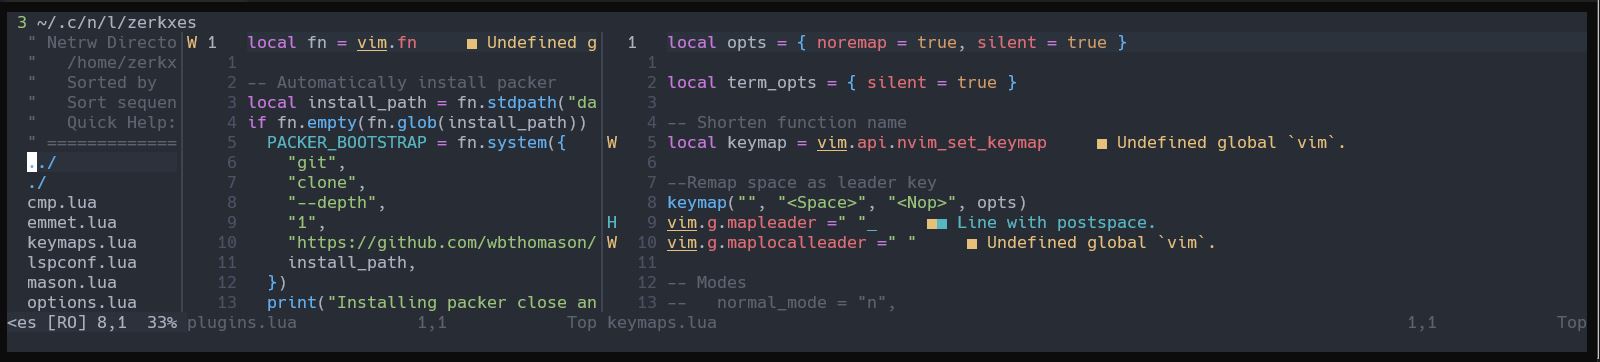 3 ~/.c/n/l/zerkxes
" Netrw Directo
"   /home/zerkx
"   Sorted by
"   Sort sequen
"   Quick Help:
" =============
../
./
cmp.lua
emmet.lua
keymaps.lua
lspconf.lua
mason.lua
options.lua
<es [RO] 8,1  33%
W 1   local fn = vim.fn     ■ Undefined g
1
2 -- Automatically install packer
3 local install_path = fn.stdpath("da
4 if fn.empty(fn.glob(install_path))
5   PACKER_BOOTSTRAP = fn.system({
6     "git",
7     "clone",
8     "--depth",
9     "1",
10     "https://github.com/wbthomason/
11     install_path,
12   })
13   print("Installing packer close an
plugins.lua            1,1            Top
1   local opts = { noremap = true, silent = true }
1
2 local term_opts = { silent = true }
3
4 -- Shorten function name
W   5 local keymap = vim.api.nvim_set_keymap     ■ Undefined global `vim`.
6
7 --Remap space as leader key
8 keymap("", "<Space>", "<Nop>", opts)
H   9 vim.g.mapleader =" "_     ■■ Line with postspace.
W  10 vim.g.maplocalleader =" "     ■ Undefined global `vim`.
11
12 -- Modes
13 --   normal_mode = "n",
keymaps.lua            1,1            Top